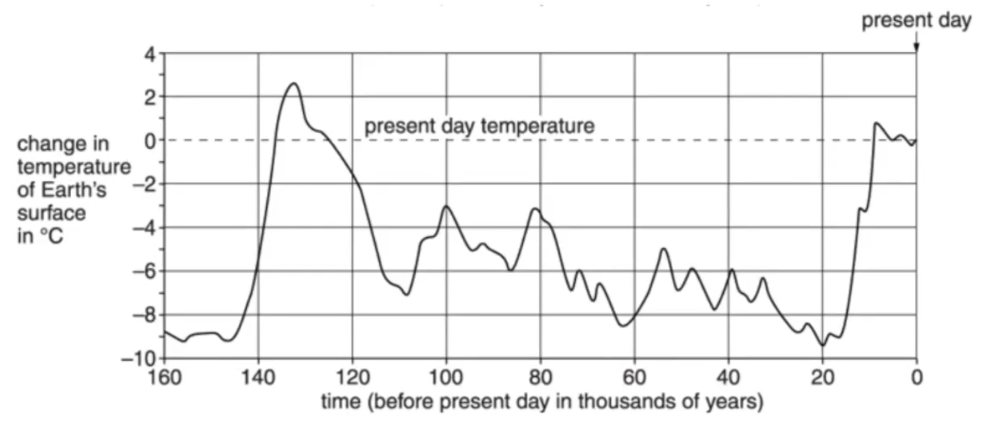 present day
4
2
0
−2
−4
−6
−8
−10
change in
temperature
of Earth's
surface
in °C
present day temperature
160 140 120 100 80 60 40 20 0
time (before present day in thousands of years)